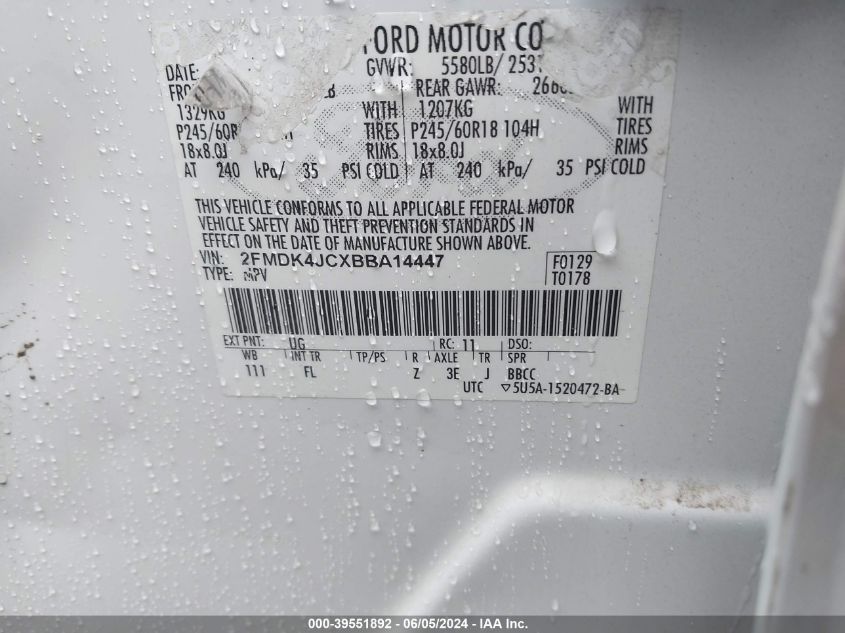 FORD MOTOR CO
DATE: GVWR: 5580LB/ 253
REAR GAWR:
1329KG WITH 1207KG WITH
TIRES P245/60R18 104H TIRES
18x8.0J RIMS 18x8.0J RIMS
AT 240 kPa/ 35 PSI COLD AT 240 kPa/ 35 PSI COLD
THIS VEHICLE CONFORMS TO ALL APPLICABLE FEDERAL MOTOR
VEHICLE SAFETY AND THEFT PREVENTION STANDARDS IN
EFFECT ON THE DATE OF MANUFACTURE SHOWN ABOVE.
VIN: 2FMDK4JCXBBA14447 F0129
TYPE: MPV T0178
EXT PNT: UG RC: 11 DSO:
WB INT TR TP/PS R AXLE TR SPR
111 FL Z 3E J BBCC
UTC ▽5U5A-1520472-BA
000-39551892 - 06/05/2024 - IAA Inc.